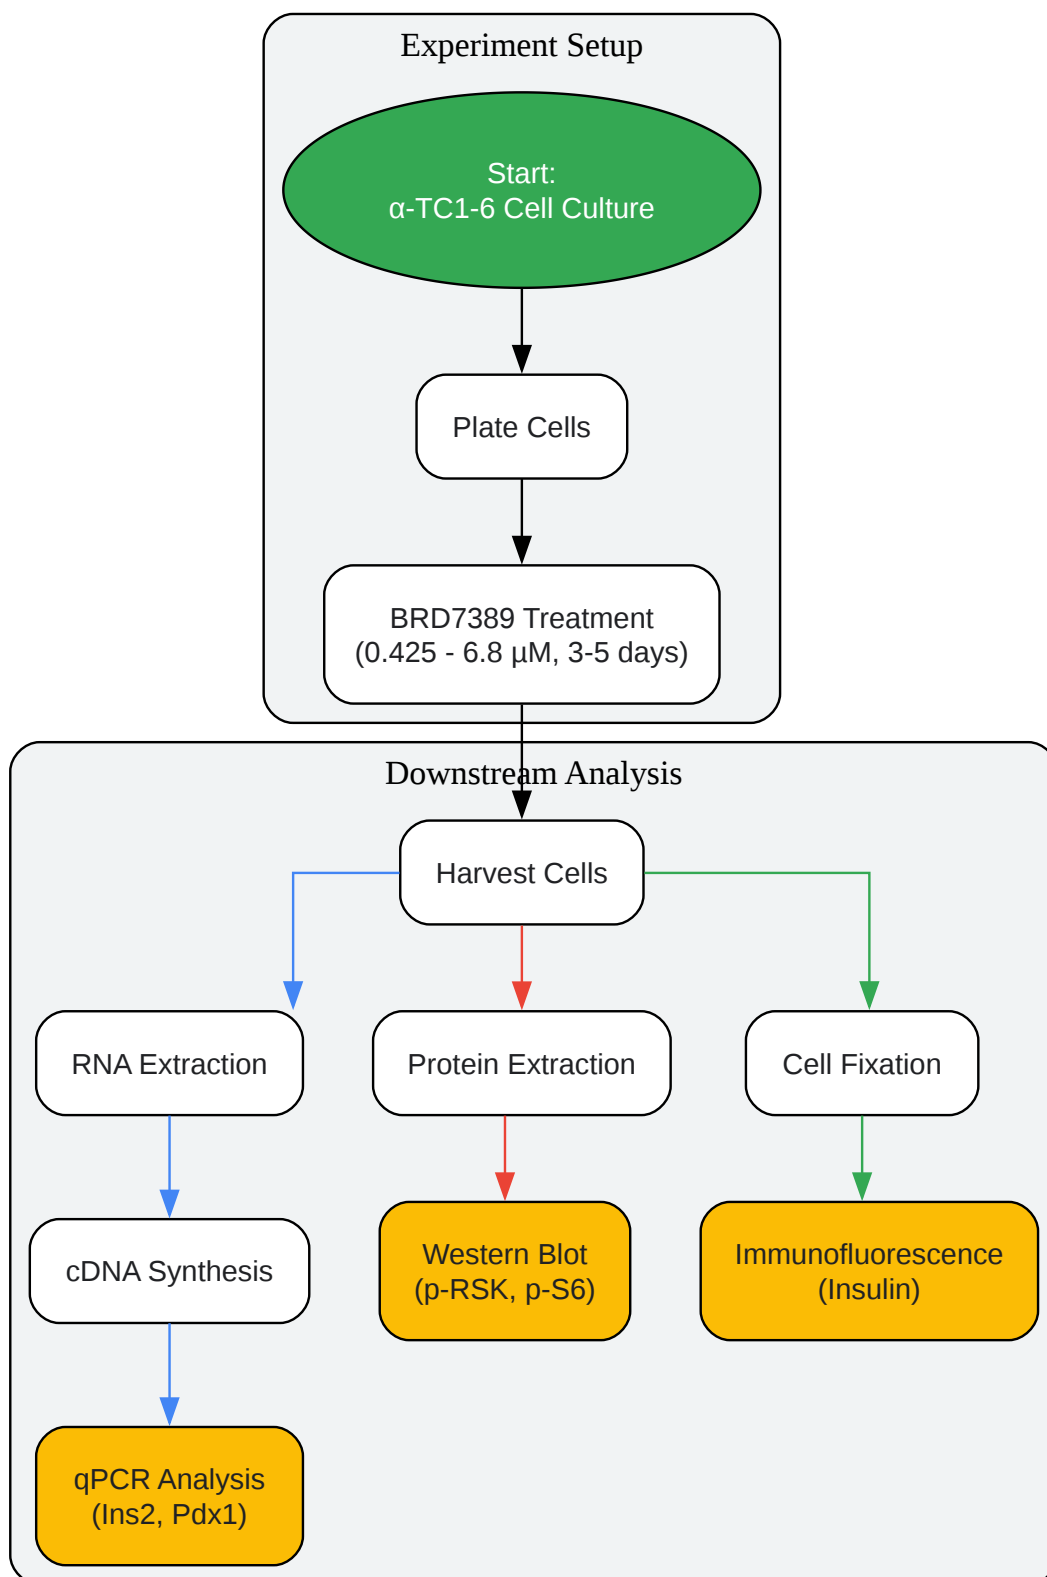 Experiment Setup
Start:
α-TC1-6 Cell Culture
Plate Cells
BRD7389 Treatment
(0.425 - 6.8 µM, 3-5 days)
Downstream Analysis
Harvest Cells
RNA Extraction
Protein Extraction
Cell Fixation
cDNA Synthesis
Western Blot
(p-RSK, p-S6)
Immunofluorescence
(Insulin)
qPCR Analysis
(Ins2, Pdx1)